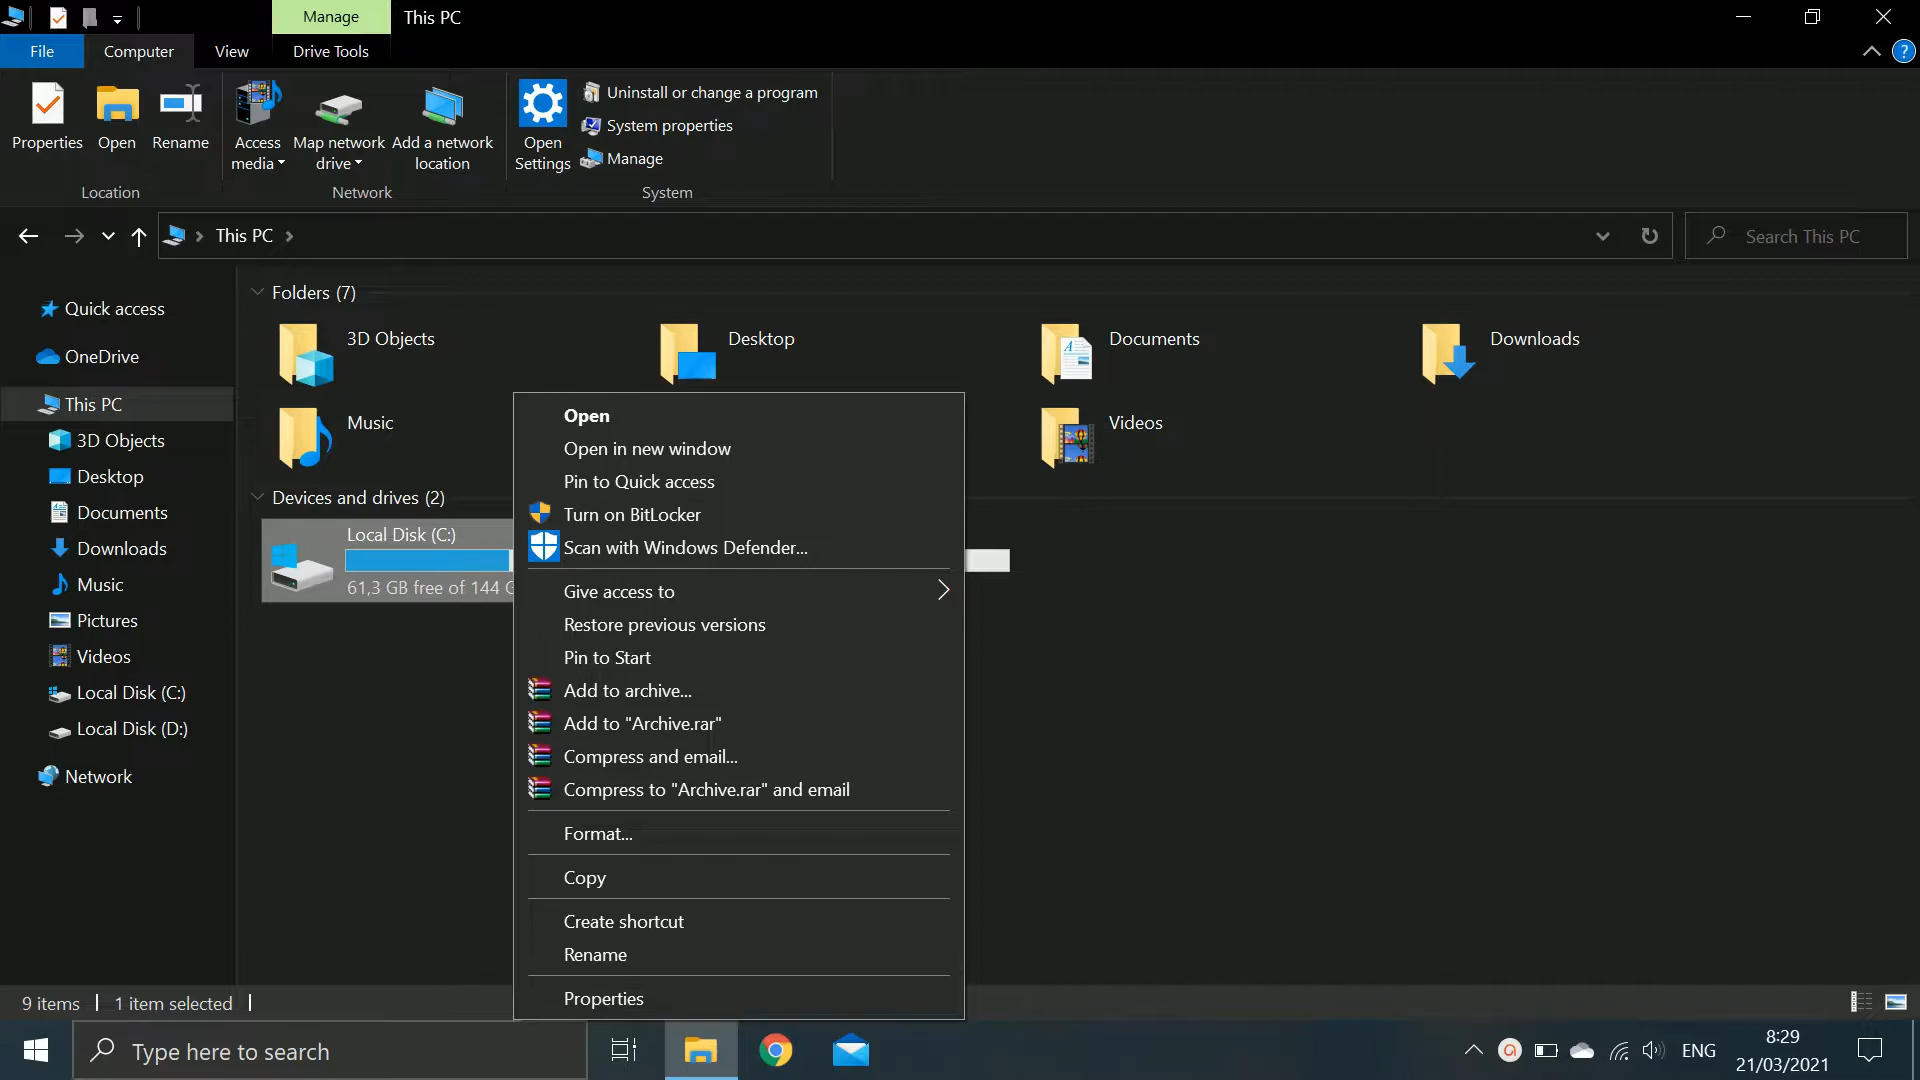 Manage
This PC
File
Computer
View
Drive Tools
Properties
Open
Rename
Access media
Map network drive
Add a network location
Open Settings
Uninstall or change a program
System properties
Manage
Location
Network
System
This PC
Search This PC
Quick access
OneDrive
This PC
3D Objects
Desktop
Documents
Downloads
Music
Pictures
Videos
Local Disk (C:)
Local Disk (D:)
Network
Folders (7)
3D Objects
Desktop
Documents
Downloads
Music
Videos
Devices and drives (2)
Local Disk (C:)
61,3 GB free of 144 G
Open
Open in new window
Pin to Quick access
Turn on BitLocker
Scan with Windows Defender...
Give access to
Restore previous versions
Pin to Start
Add to archive...
Add to "Archive.rar"
Compress and email...
Compress to "Archive.rar" and email
Format...
Copy
Create shortcut
Rename
Properties
9 items
1 item selected
Type here to search
ENG
8:29
21/03/2021